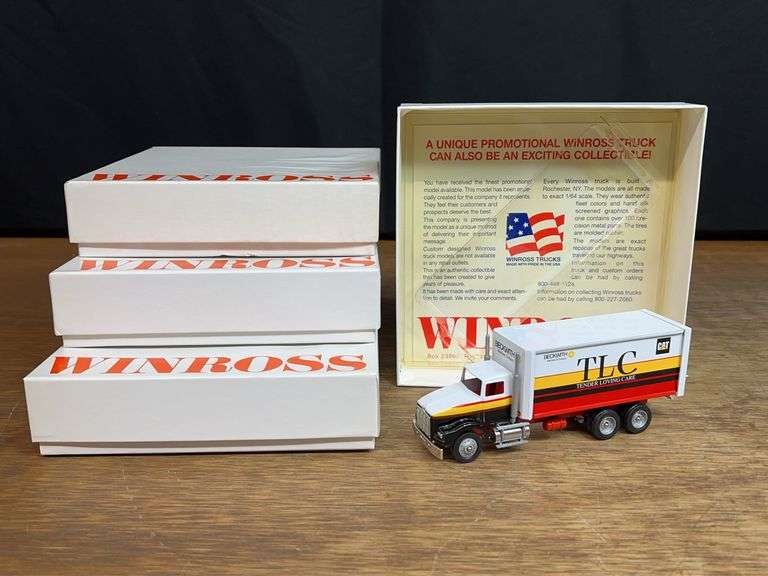 WINROSS
WINROSS
WINROSS
A UNIQUE PROMOTIONAL WINROSS TRUCK
CAN ALSO BE AN EXCITING COLLECTIBLE!
You have received the finest promotional
model available. This model has been espe-
cially created for the company it represents.
They feel their customers and
prospects deserve the best.
This company is presenting
the model as a unique method
of delivering their important
message.
Custom designed Winross
truck models are not available
in any retail outlets.
This is an authentic collectible
that has been created to give
years of pleasure.
It has been made with care and exact atten-
tion to detail. We invite your comments.
Every Winross truck is built
Rochester, NY. The models are all made
to exact 1/64 scale. They wear authentic
fleet colors and hand silk
screened graphics. Each
one contains over 100
cision metal parts. The tires
are molded rubber.
The models are exact
replicas of the great trucks
traveling our highways.
Information on this
truck and custom orders
can be had by calling
Information on collecting Winross trucks
can be had by calling 800-227-2060.
WINROSS TRUCKS
MADE WITH PRIDE IN THE USA
WINROSS
Box 23860
BECKWITH
BECKWITH
TLC
TENDER LOVING CARE
CAT